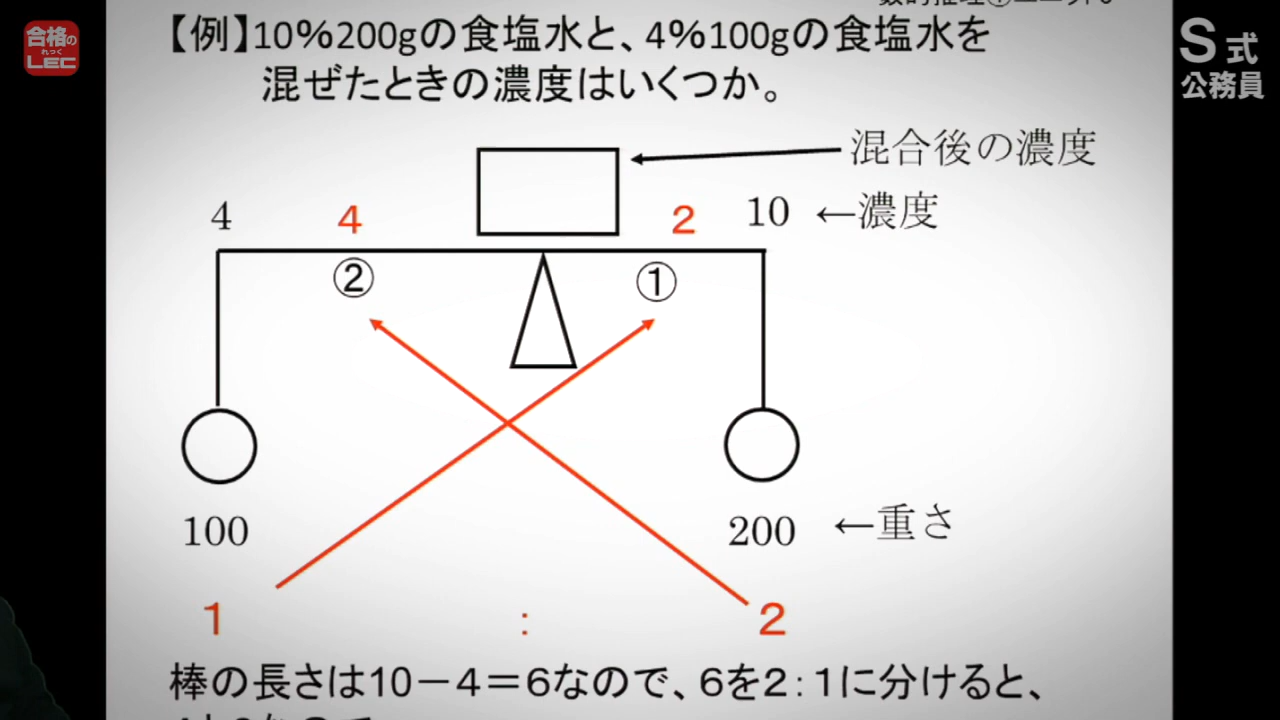 合格の
れっく
LEC
S式
公務員
【例】10%200gの食塩水と、4%100gの食塩水を
混ぜたときの濃度はいくつか。
←混合後の濃度
4 4 2 10 ←濃度
② ①
100 200 ←重さ
1 : 2
棒の長さは10－4＝6なので、6を2:1に分けると、